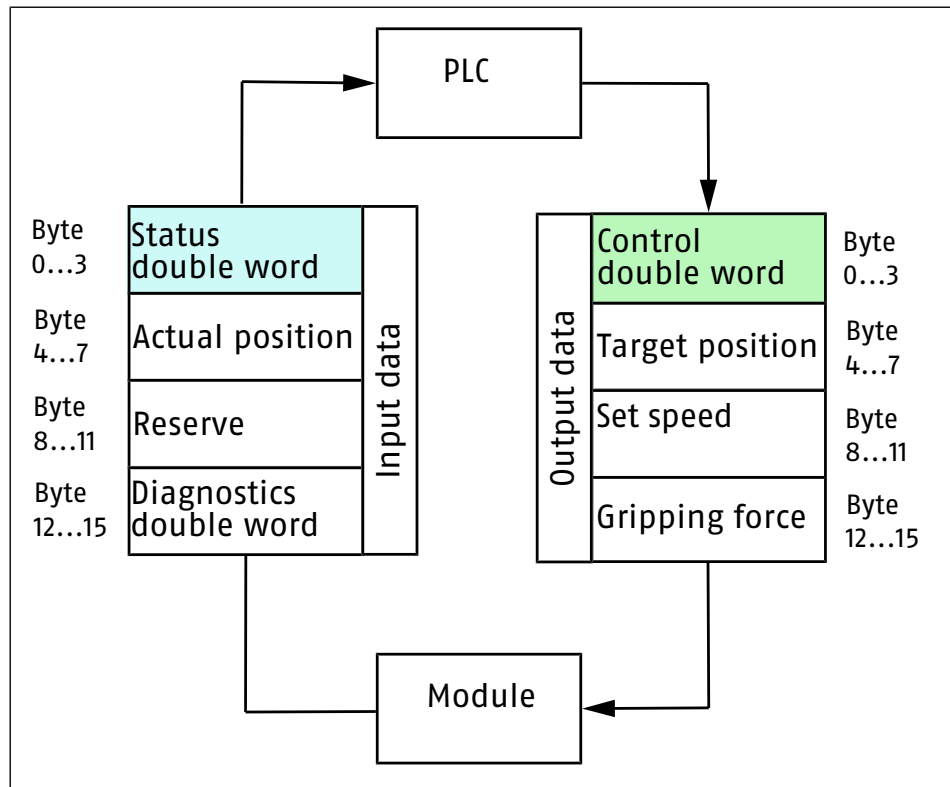 PLC
Byte
0...3
Status
double word
Byte
4...7
Actual position
Byte
8...11
Reserve
Byte
12...15
Diagnostics
double word
Input data
Output data
Control
double word
Byte
0...3
Target position
Byte
4...7
Set speed
Byte
8...11
Gripping force
Byte
12...15
Module